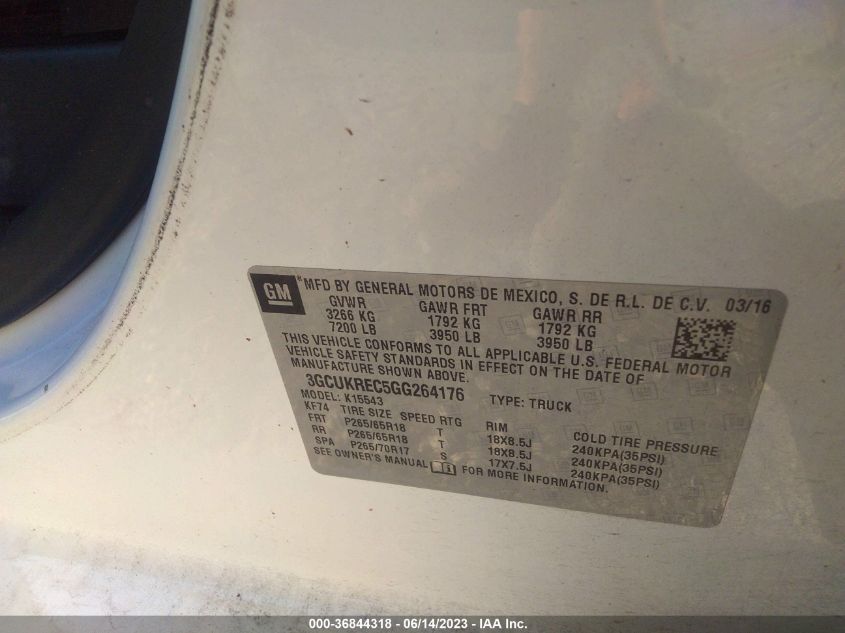 GM
MFD BY GENERAL MOTORS DE MEXICO, S. DE R.L. DE C.V. 03/16
GVWR GAWR FRT GAWR RR
3266 KG 1792 KG 1792 KG
7200 LB 3950 LB 3950 LB
THIS VEHICLE CONFORMS TO ALL APPLICABLE U.S. FEDERAL MOTOR
VEHICLE SAFETY STANDARDS IN EFFECT ON THE DATE OF
MANUFACTURE SHOWN ABOVE.
3GCUKREC5GG264176 TYPE: TRUCK
MODEL: K15543
KF74 TIRE SIZE SPEED RTG RIM COLD TIRE PRESSURE
FRT P265/65R18 T 18X8.5J 240KPA(35PSI)
RR P265/65R18 T 18X8.5J 240KPA(35PSI)
SPA P265/70R17 S 17X7.5J 240KPA(35PSI)
SEE OWNER'S MANUAL FOR MORE INFORMATION.
000-36844318 - 06/14/2023 - IAA Inc.